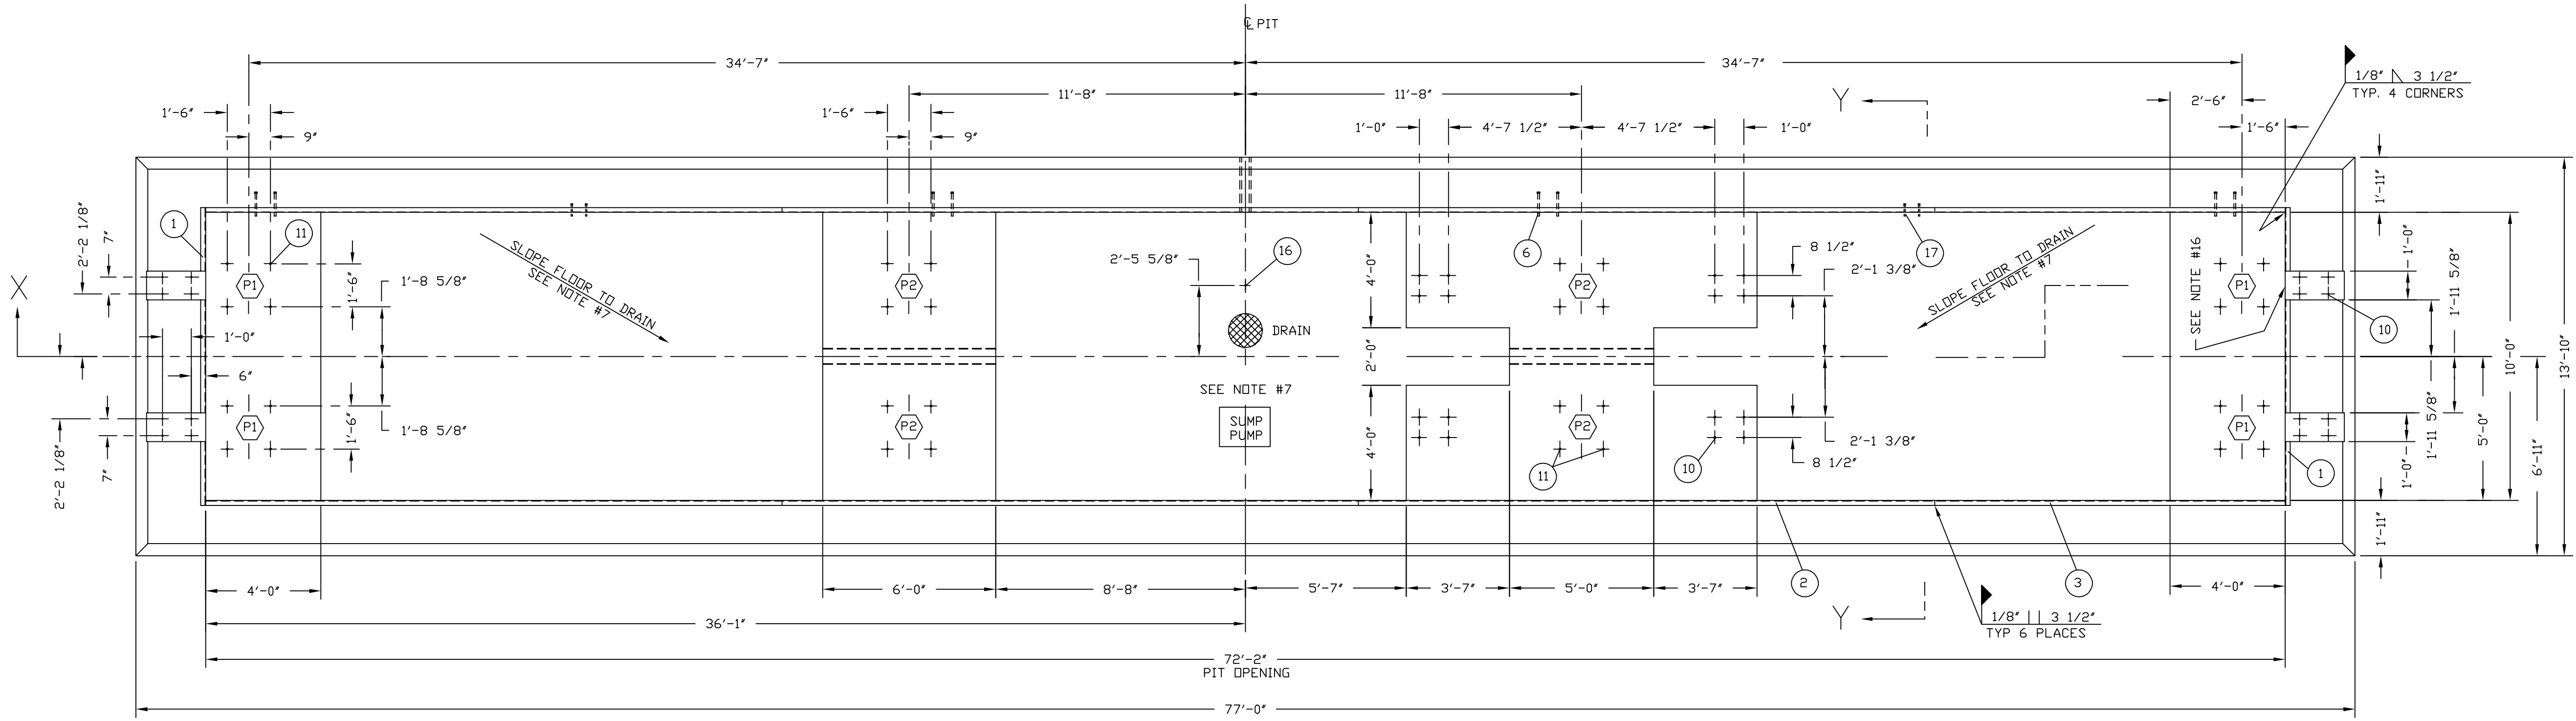 ℄ PIT
34'-7" 34'-7"
11'-8" 11'-8"
1/8" 3 1/2"
TYP. 4 CORNERS
Y
2'-6"
1'-6" 1'-6" 1'-0" 4'-7 1/2" 4'-7 1/2" 1'-0" 1'-6"
9" 9"
1'-11"
13'-10"
1 11 6 17
2'-2 1/8" 7"
SLOPE FLOOR TO DRAIN
SEE NOTE #7
1'-6" 1'-8 5/8"
2'-5 5/8" 16
4'-0"
8 1/2"
2'-1 3/8"
SLOPE FLOOR TO DRAIN
SEE NOTE #7
SEE NOTE #16
1'-0"
1'-11 5/8"
10'-0"
P1 P2 P2 P1
X
10
DRAIN
1'-0"
2'-0"
6"
SEE NOTE #7
SUMP
PUMP
P1 P2 P2 P1
1'-6" 1'-8 5/8"
2'-2 1/8" 7"
4'-0"
11 10
2'-1 3/8"
8 1/2"
1
1'-0"
1'-11 5/8"
5'-0"
6'-11"
1'-11"
2 3
4'-0" 6'-0" 8'-8" 5'-7" 3'-7" 5'-0" 3'-7" 4'-0"
Y
1/8" || 3 1/2"
TYP 6 PLACES
36'-1"
72'-2"
PIT OPENING
77'-0"